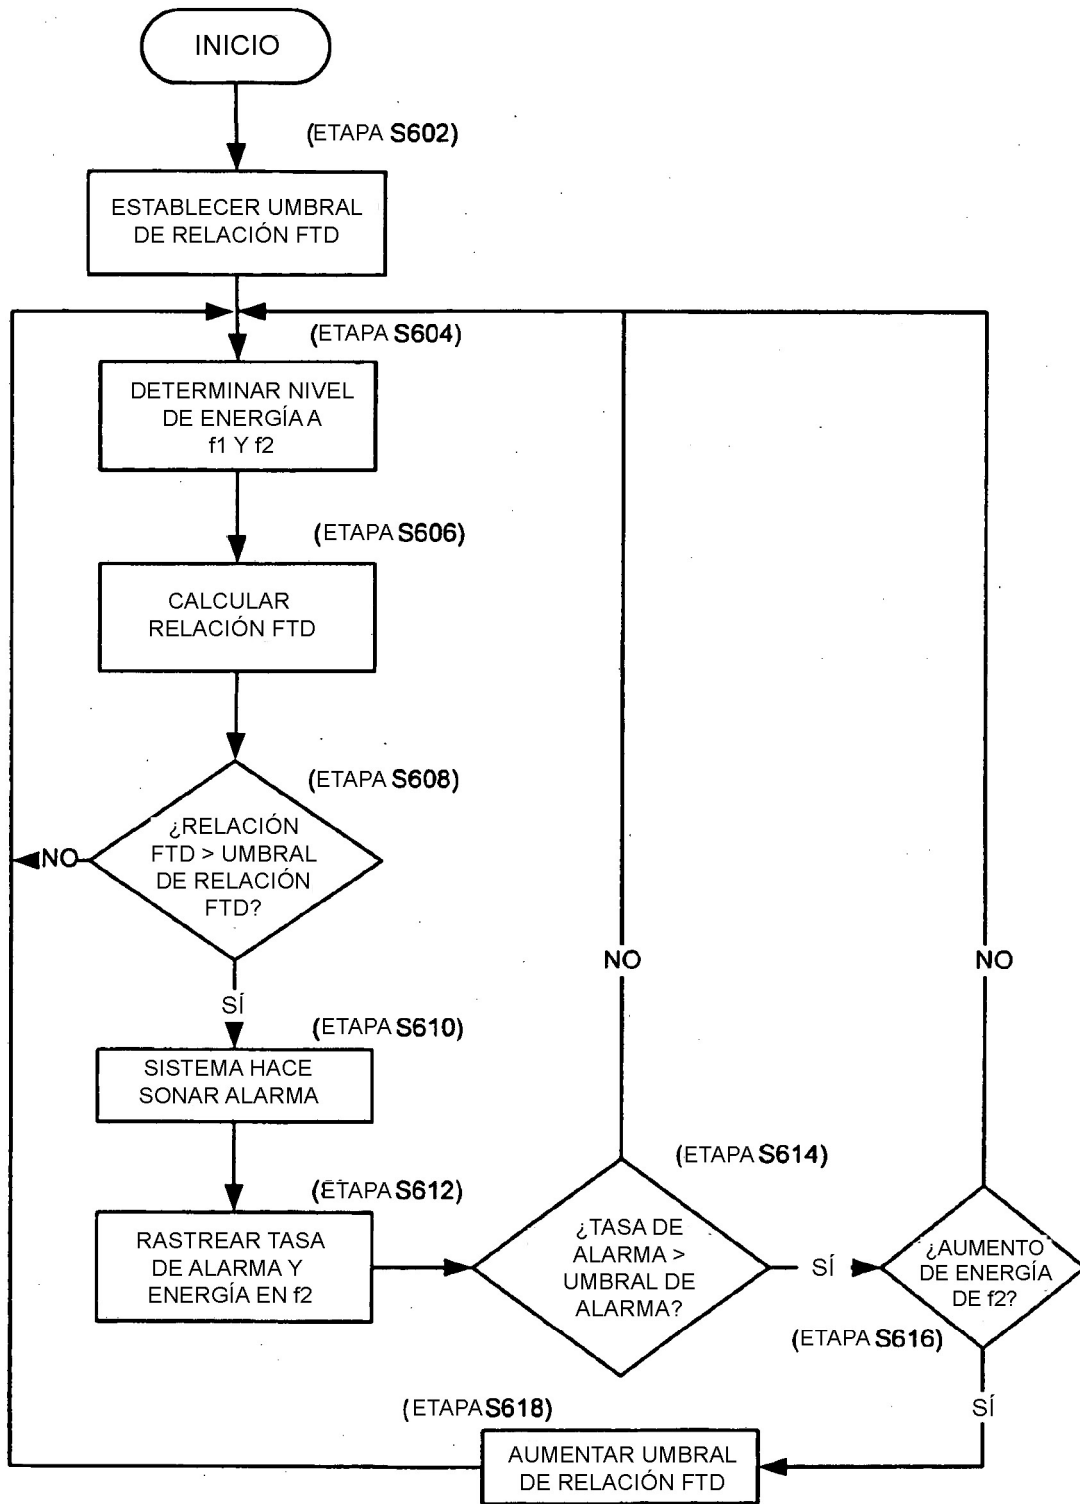 INICIO
(ETAPA S602)
ESTABLECER UMBRAL
DE RELACIÓN FTD
(ETAPA S604)
DETERMINAR NIVEL
DE ENERGÍA A
f1 Y f2
(ETAPA S606)
CALCULAR
RELACIÓN FTD
(ETAPA S608)
¿RELACIÓN
FTD > UMBRAL
DE RELACIÓN
FTD?
NO
SÍ
(ETAPA S610)
SISTEMA HACE
SONAR ALARMA
(ETAPA S612)
RASTREAR TASA
DE ALARMA Y
ENERGÍA EN f2
(ETAPA S614)
¿TASA DE
ALARMA >
UMBRAL DE
ALARMA?
NO
SÍ
(ETAPA S616)
¿AUMENTO
DE ENERGÍA
DE f2?
NO
SÍ
(ETAPA S618)
AUMENTAR UMBRAL
DE RELACIÓN FTD